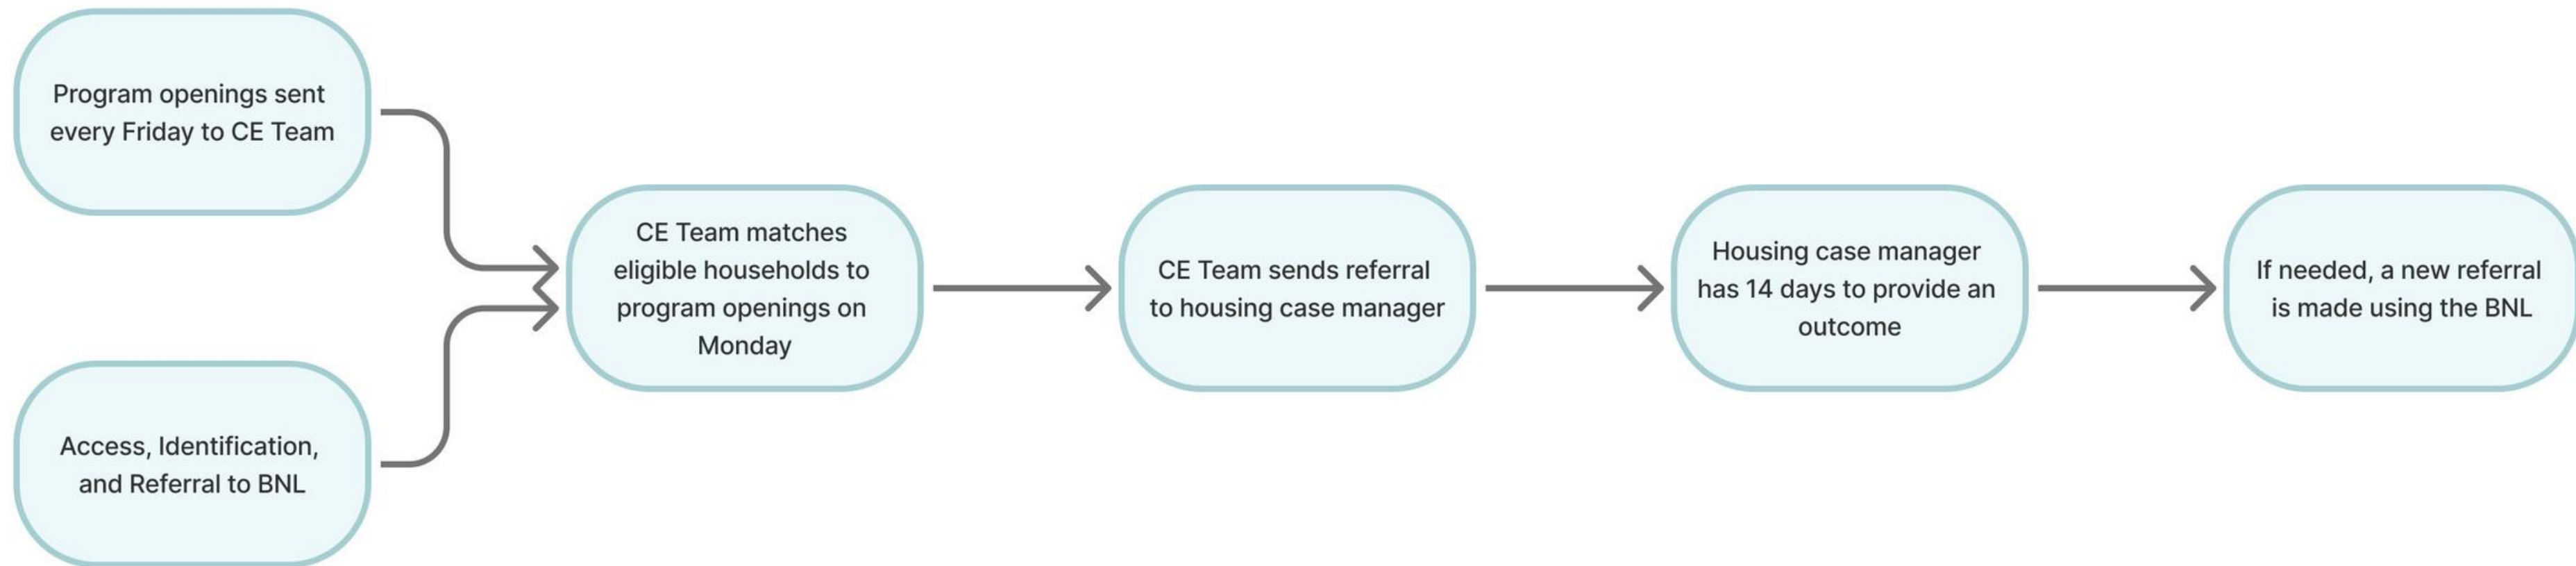 Program openings sent
every Friday to CE Team
Access, Identification,
and Referral to BNL
CE Team matches
eligible households to
program openings on
Monday
CE Team sends referral
to housing case manager
Housing case manager
has 14 days to provide an
outcome
If needed, a new referral
is made using the BNL